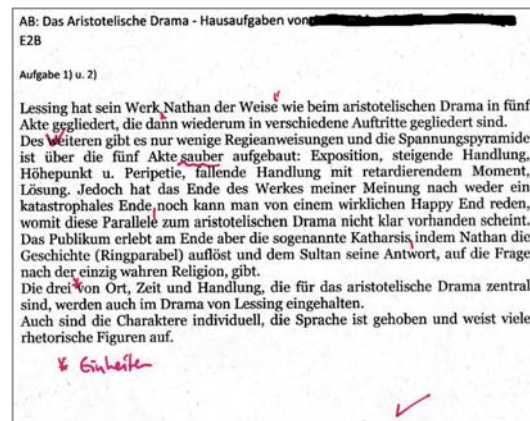 AB: Das Aristotelische Drama - Hausaufgaben von
E2B
Aufgabe 1) u. 2)
Lessing hat sein Werk Nathan der Weise wie beim aristotelischen Drama in fünf
Akte gegliedert, die dann wiederum in verschiedene Auftritte gegliedert sind.
Des Weiteren gibt es nur wenige Regieanweisungen und die Spannungspyramide
ist über die fünf Akte sauber aufgebaut: Exposition, steigende Handlung,
Höhepunkt u. Peripetie, fallende Handlung mit retardierendem Moment,
Lösung. Jedoch hat das Ende des Werkes meiner Meinung nach weder ein
katastrophales Ende noch kann man von einem wirklichen Happy End reden,
womit diese Parallele zum aristotelischen Drama nicht klar vorhanden scheint.
Das Publikum erlebt am Ende aber die sogenannte Katharsis, indem Nathan die
Geschichte (Ringparabel) auflöst und dem Sultan seine Antwort, auf die Frage
nach der einzig wahren Religion, gibt.
Die drei * von Ort, Zeit und Handlung, die für das aristotelische Drama zentral
sind, werden auch im Drama von Lessing eingehalten.
Auch sind die Charaktere individuell, die Sprache ist gehoben und weist viele
rhetorische Figuren auf.
* Einheiten